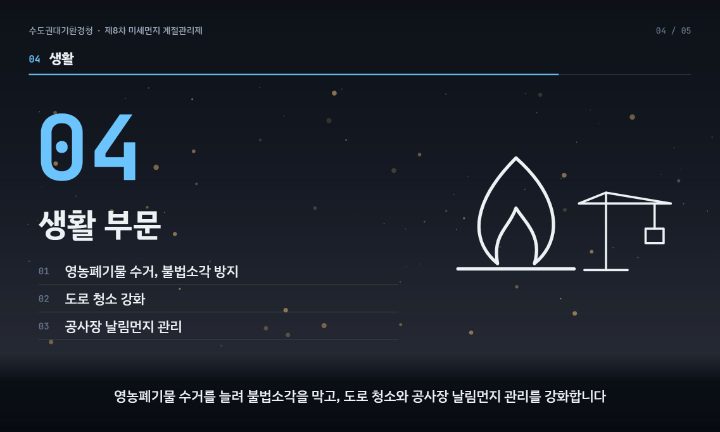 수도권대기환경청 · 제8차 미세먼지 계절관리제
04 / 05
04 생활
04
생활 부문
01 영농폐기물 수거, 불법소각 방지
02 도로 청소 강화
03 공사장 날림먼지 관리
영농폐기물 수거를 늘려 불법소각을 막고, 도로 청소와 공사장 날림먼지 관리를 강화합니다